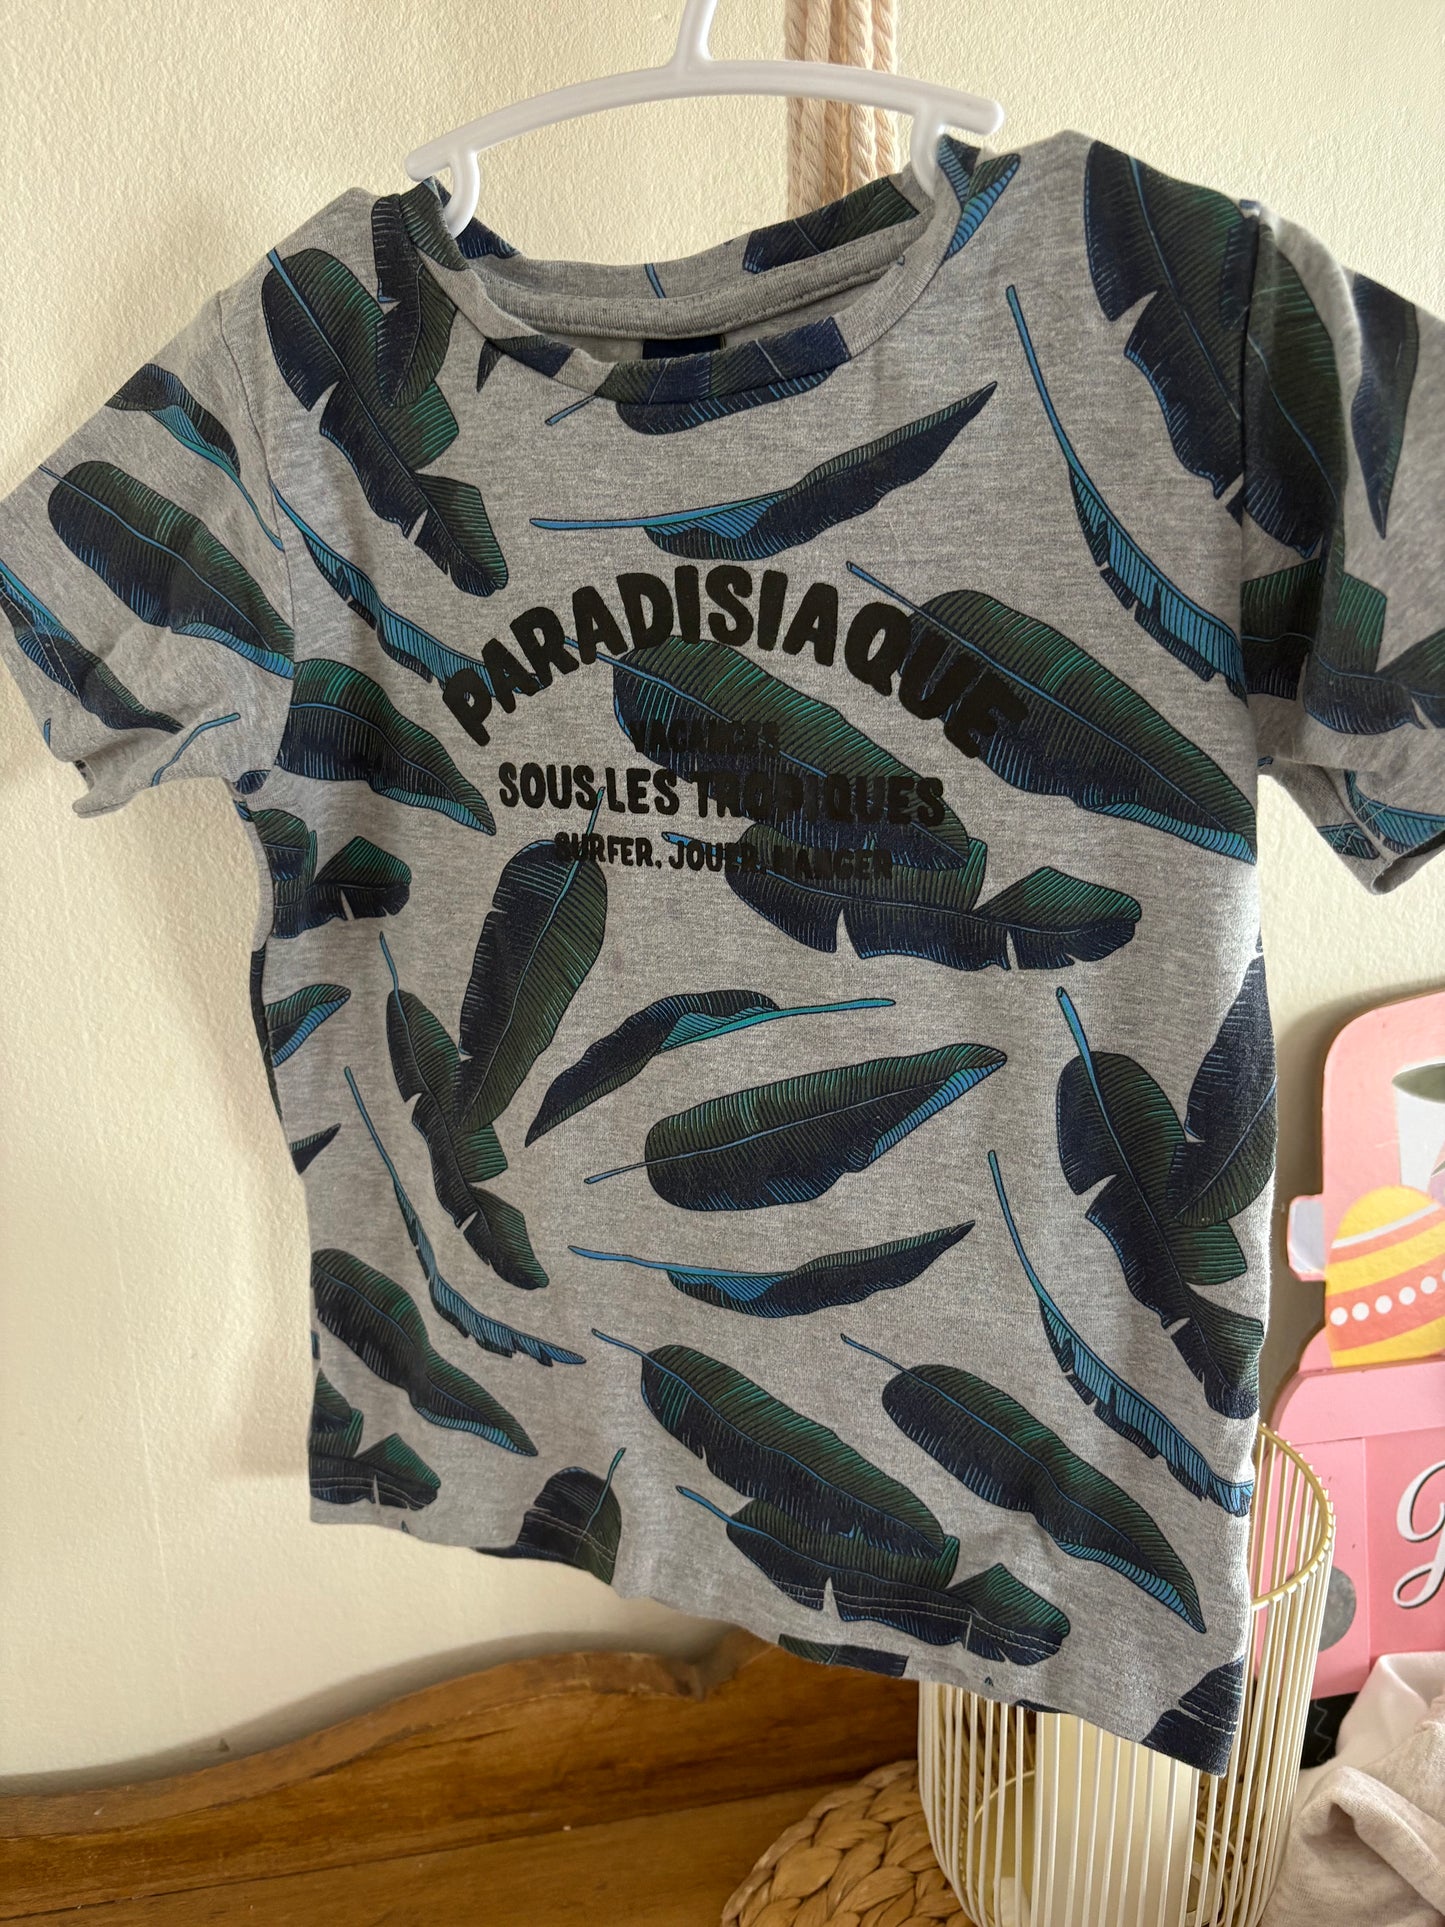 PARADISIAQUE
VACANCES
SOUS LES TROPIQUES
SURFER, JOUER, MANGER